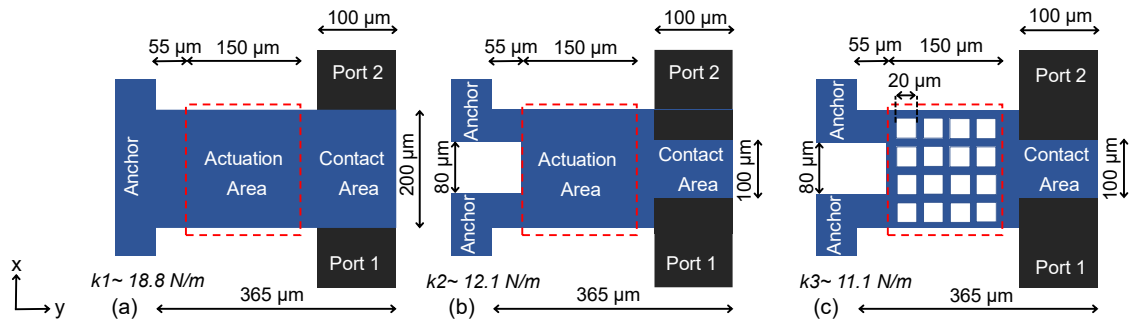 100 µm
55 µm 150 µm
Port 2
Anchor
Actuation
Area
Contact
Area
200 µm
Port 1
k1~ 18.8 N/m
(a)
365 µm
x
y
100 µm
55 µm 150 µm
Port 2
Anchor
80 µm
Actuation
Area
Contact
Area
100 µm
Anchor
Port 1
k2~ 12.1 N/m
(b)
365 µm
100 µm
55 µm 150 µm
20 µm
Port 2
Anchor
80 µm
Contact
Area
100 µm
Anchor
Port 1
k3~ 11.1 N/m
(c)
365 µm